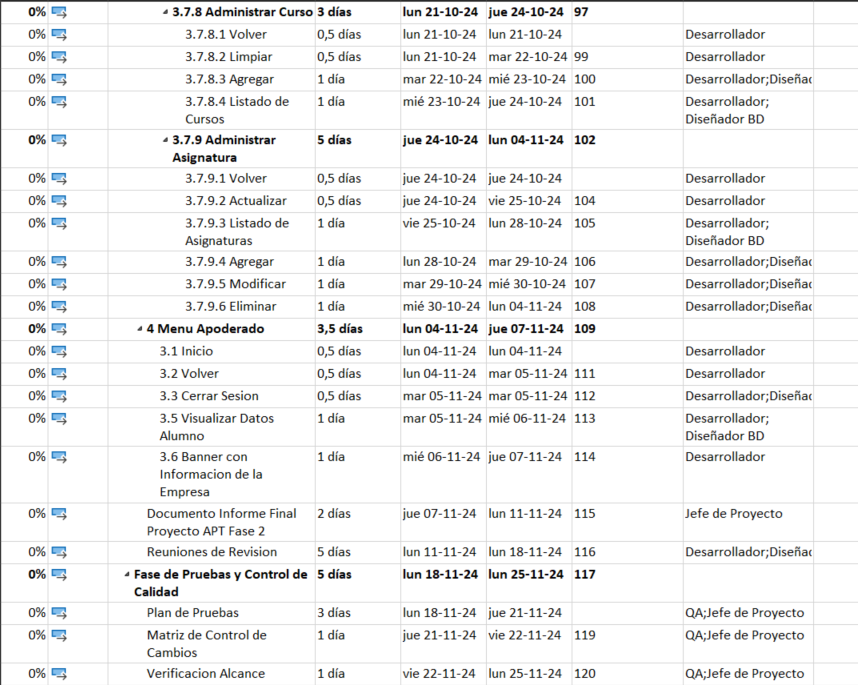 0% 3.7.8 Administrar Curso 3 días lun 21-10-24 jue 24-10-24 97
0% 3.7.8.1 Volver 0,5 días lun 21-10-24 lun 21-10-24 Desarrollador
0% 3.7.8.2 Limpiar 0,5 días lun 21-10-24 mar 22-10-24 99 Desarrollador
0% 3.7.8.3 Agregar 1 día mar 22-10-24 mié 23-10-24 100 Desarrollador;Diseñac
0% 3.7.8.4 Listado de 1 día mié 23-10-24 jue 24-10-24 101 Desarrollador;
Cursos Diseñador BD
0% 3.7.9 Administrar 5 días jue 24-10-24 lun 04-11-24 102
Asignatura
0% 3.7.9.1 Volver 0,5 días jue 24-10-24 jue 24-10-24 Desarrollador
0% 3.7.9.2 Actualizar 0,5 días jue 24-10-24 vie 25-10-24 104 Desarrollador
0% 3.7.9.3 Listado de 1 día vie 25-10-24 lun 28-10-24 105 Desarrollador;
Asignaturas Diseñador BD
0% 3.7.9.4 Agregar 1 día lun 28-10-24 mar 29-10-24 106 Desarrollador;Diseñac
0% 3.7.9.5 Modificar 1 día mar 29-10-24 mié 30-10-24 107 Desarrollador;Diseñac
0% 3.7.9.6 Eliminar 1 día mié 30-10-24 lun 04-11-24 108 Desarrollador;Diseñac
0% 4 Menu Apoderado 3,5 días lun 04-11-24 jue 07-11-24 109
0% 3.1 Inicio 0,5 días lun 04-11-24 lun 04-11-24 Desarrollador
0% 3.2 Volver 0,5 días lun 04-11-24 mar 05-11-24 111 Desarrollador
0% 3.3 Cerrar Sesion 0,5 días mar 05-11-24 mar 05-11-24 112 Desarrollador;Diseñac
0% 3.5 Visualizar Datos 1 día mar 05-11-24 mié 06-11-24 113 Desarrollador;
Alumno Diseñador BD
0% 3.6 Banner con 1 día mié 06-11-24 jue 07-11-24 114 Desarrollador
Informacion de la
Empresa
0% Documento Informe Final 2 días jue 07-11-24 lun 11-11-24 115 Jefe de Proyecto
Proyecto APT Fase 2
0% Reuniones de Revision 5 días lun 11-11-24 lun 18-11-24 116 Desarrollador;Diseñac
0% Fase de Pruebas y Control de 5 días lun 18-11-24 lun 25-11-24 117
Calidad
0% Plan de Pruebas 3 días lun 18-11-24 jue 21-11-24 QA;Jefe de Proyecto
0% Matriz de Control de 1 día jue 21-11-24 vie 22-11-24 119 QA;Jefe de Proyecto
Cambios
0% Verificacion Alcance 1 día vie 22-11-24 lun 25-11-24 120 QA;Jefe de Proyecto